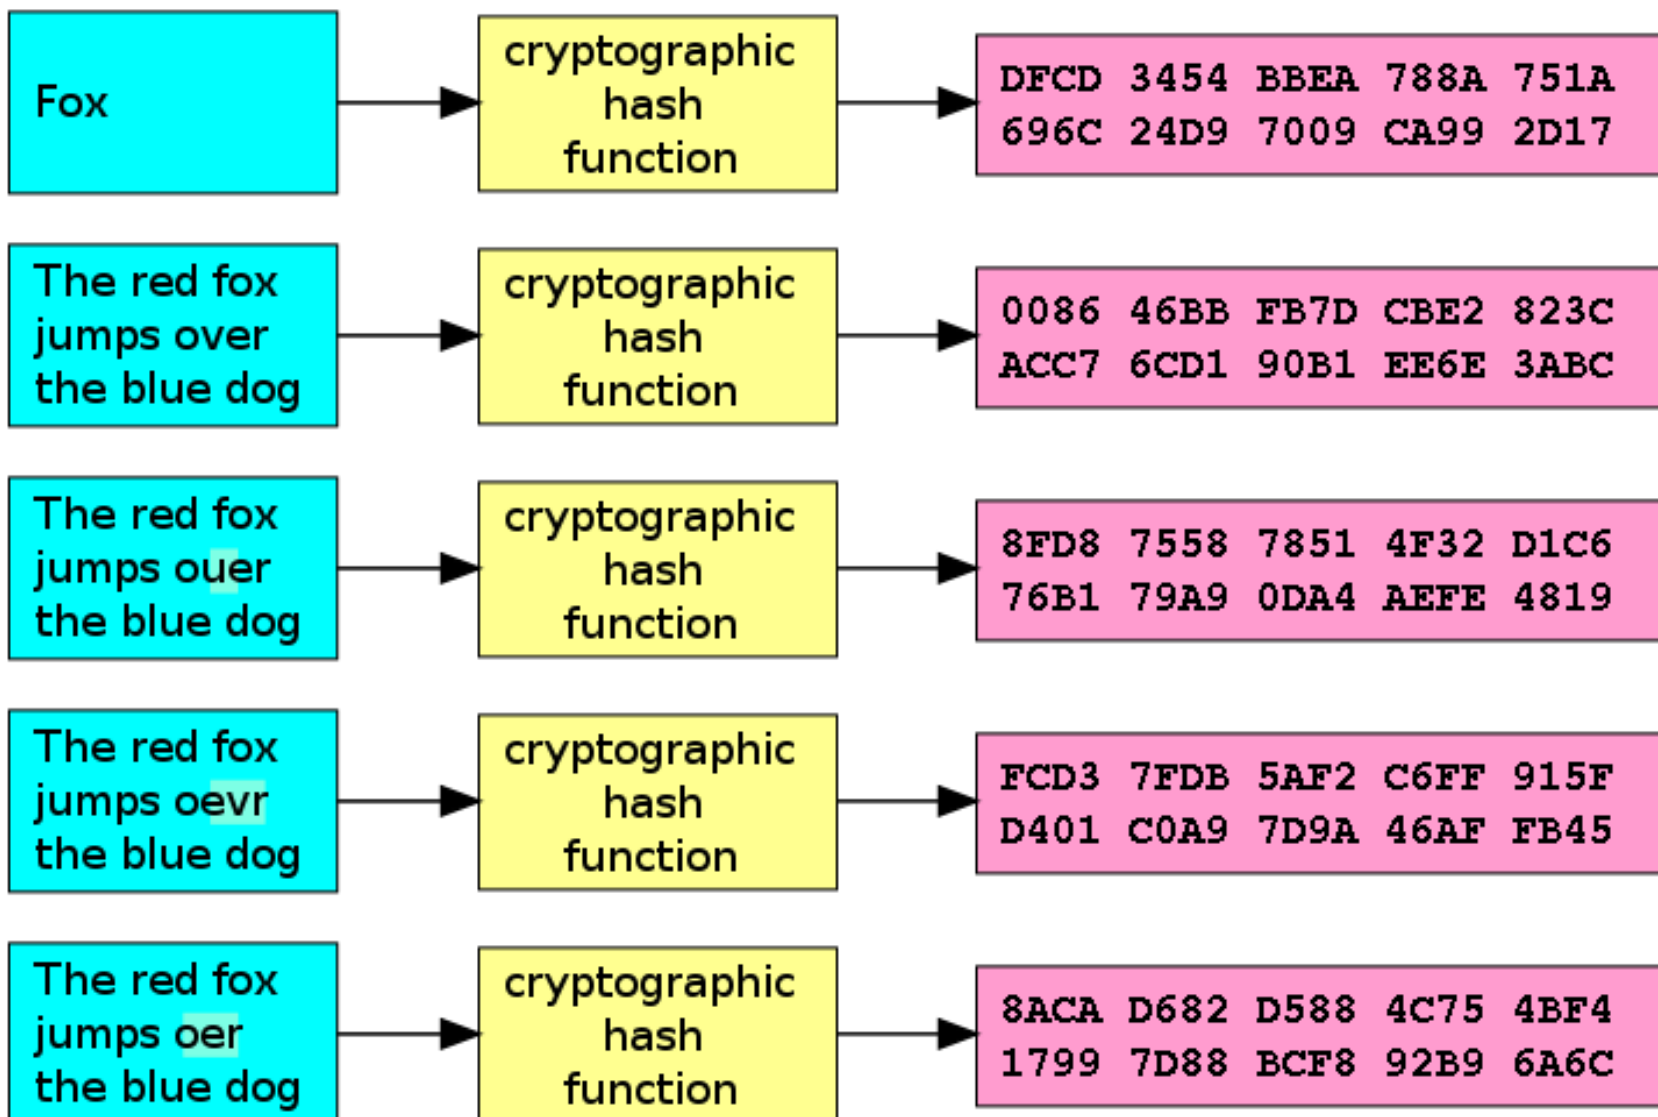 Fox
cryptographic
hash
function
DFCD 3454 BBEA 788A 751A
696C 24D9 7009 CA99 2D17
The red fox
jumps over
the blue dog
cryptographic
hash
function
0086 46BB FB7D CBE2 823C
ACC7 6CD1 90B1 EE6E 3ABC
The red fox
jumps ouer
the blue dog
cryptographic
hash
function
8FD8 7558 7851 4F32 D1C6
76B1 79A9 0DA4 AEFE 4819
The red fox
jumps oevr
the blue dog
cryptographic
hash
function
FCD3 7FDB 5AF2 C6FF 915F
D401 C0A9 7D9A 46AF FB45
The red fox
jumps oer
the blue dog
cryptographic
hash
function
8ACA D682 D588 4C75 4BF4
1799 7D88 BCF8 92B9 6A6C